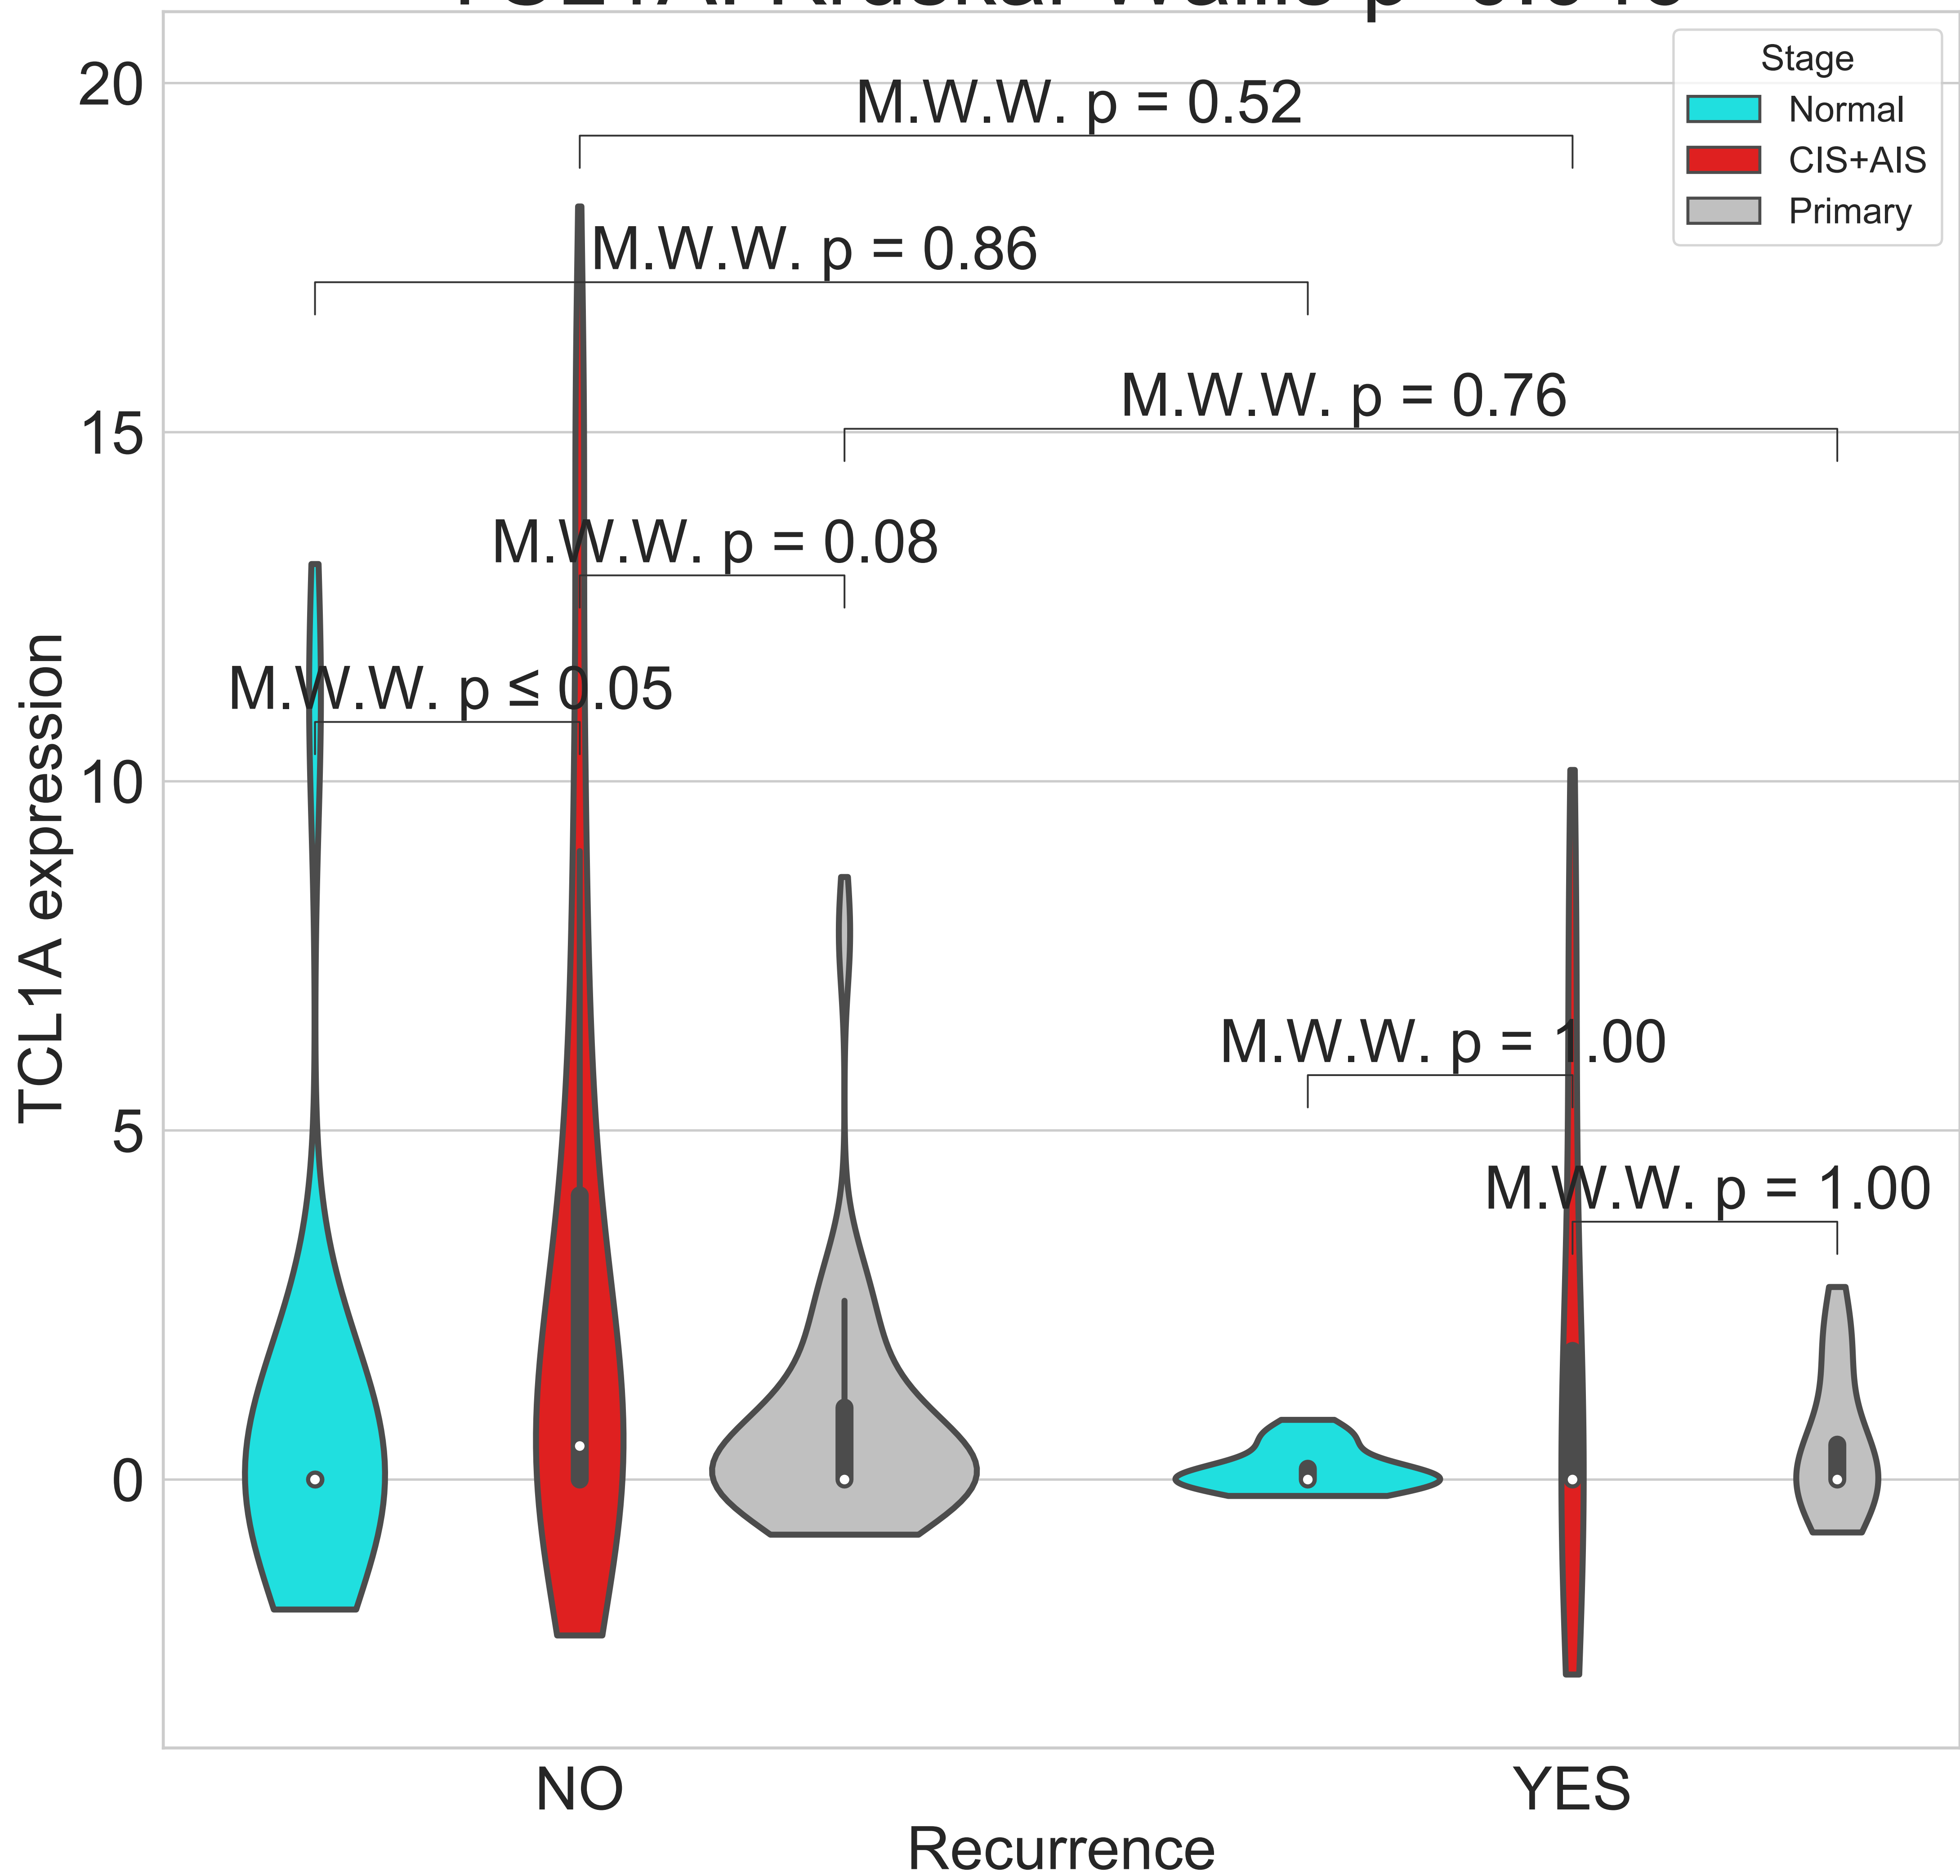 Stage
Normal
CIS+AIS
Primary
20
M.W.W. p = 0.52
M.W.W. p = 0.86
M.W.W. p = 0.76
15
M.W.W. p = 0.08
M.W.W. p ≤ 0.05
10
TCL1A expression
M.W.W. p = 1.00
5
M.W.W. p = 1.00
0
NO
YES
Recurrence